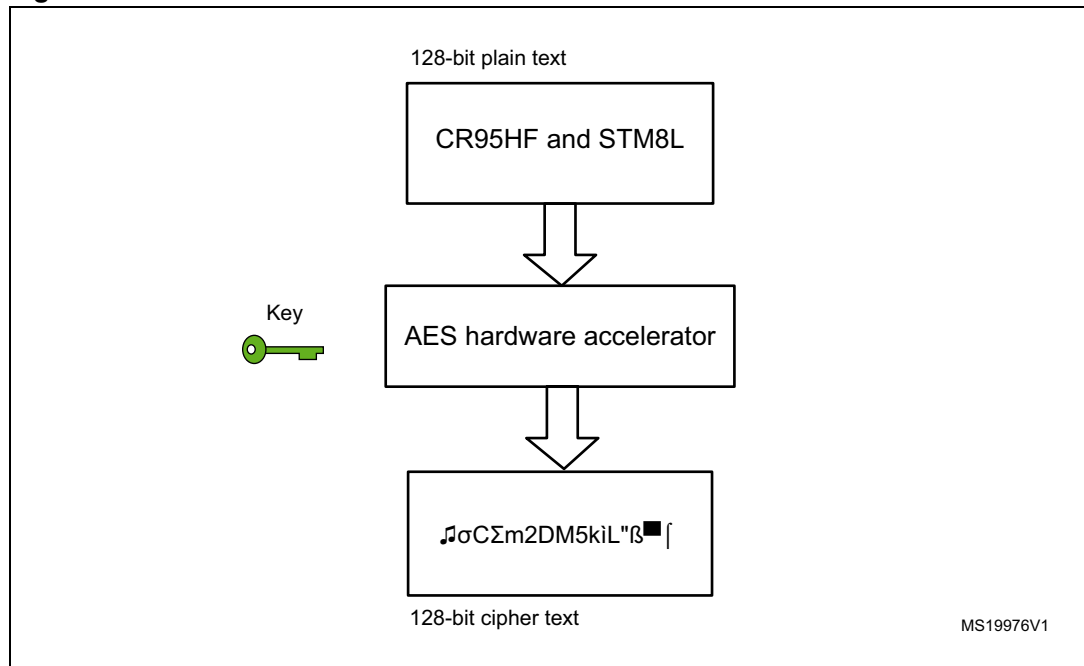 128-bit plain text
CR95HF and STM8L
Key
AES hardware accelerator
♫σCΣm2DM5kìL"ß▀⌠
128-bit cipher text
MS19976V1